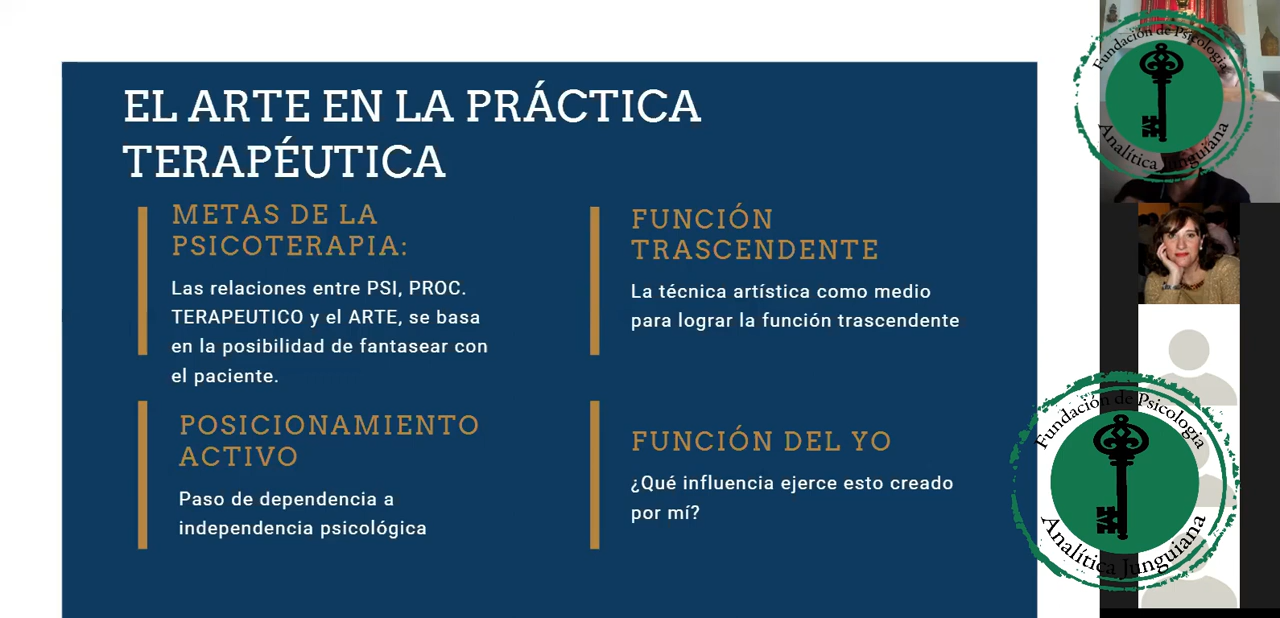 EL ARTE EN LA PRÁCTICA
TERAPÉUTICA
METAS DE LA
PSICOTERAPIA:
Las relaciones entre PSI, PROC.
TERAPEUTICO y el ARTE, se basa
en la posibilidad de fantasear con
el paciente.
FUNCIÓN
TRASCENDENTE
La técnica artística como medio
para lograr la función trascendente
POSICIONAMIENTO
ACTIVO
Paso de dependencia a
independencia psicológica
FUNCIÓN DEL YO
¿Qué influencia ejerce esto creado
por mí?
Fundación de Psicologia
Analítica Junguiana
Fundación de Psicologia
Analítica Junguiana